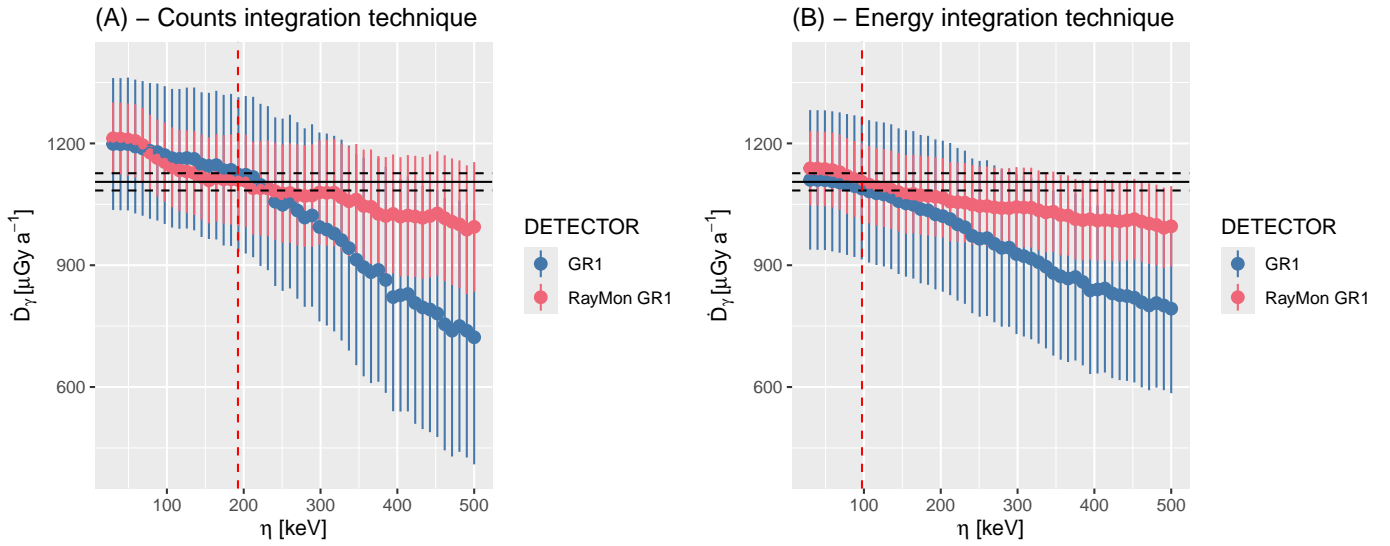 (A) – Counts integration technique
1200
900
600
Ḋγ [μGy a⁻¹]
100 200 300 400 500
η [keV]
DETECTOR
GR1
RayMon GR1
(B) – Energy integration technique
1200
900
600
Ḋγ [μGy a⁻¹]
100 200 300 400 500
η [keV]
DETECTOR
GR1
RayMon GR1